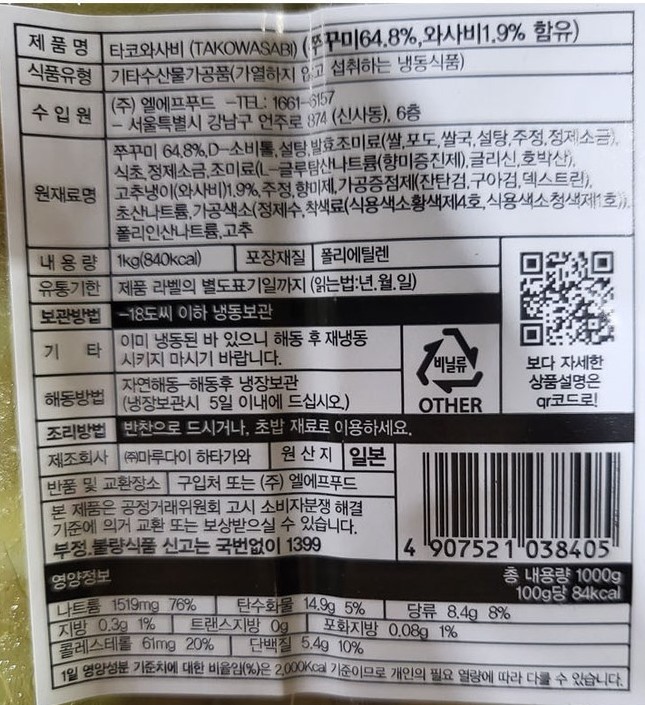 제 품 명 타코와사비 (TAKOWASABI) (쭈꾸미64.8%,와사비1.9% 함유)
식품유형 기타수산물가공품(가열하지 않고 섭취하는 냉동식품)
수 입 원 (주) 엘에프푸드 -TEL: 1661-6157
- 서울특별시 강남구 언주로 874 (신사동), 6층
원재료명 쭈꾸미 64.8%,D-소비톨,설탕,발효조미료(쌀,포도,쌀국,설탕,주정,정제소금),
식초,정제소금,조미료(L-글루탐산나트륨(향미증진제),글리신,호박산),
고추냉이(와사비)1.9%,주정,향미제,가공증점제(잔탄검,구아검,덱스트린),
초산나트륨,가공색소(정제수,착색료(식용색소황색제4호,식용색소청색제1호)),
폴리인산나트륨,고추
내 용 량 1kg(840kcal) 포장재질 폴리에틸렌
유통기한 제품 라벨의 별도표기일까지 (읽는법:년.월.일)
보관방법 -18도씨 이하 냉동보관
기 타 이미 냉동된 바 있으니 해동 후 재냉동
시키지 마시기 바랍니다.
비닐류
OTHER
보다 자세한
상품설명은
qr코드로!
해동방법 자연해동-해동후 냉장보관
(냉장보관시 5일 이내에 드십시오.)
조리방법 반찬으로 드시거나, 초밥 재료로 이용하세요.
제조회사 ㈜마루다이 하타가와 원 산 지 일본
반품 및 교환장소 구입처 또는 (주) 엘에프푸드
본 제품은 공정거래위원회 고시 소비자분쟁 해결
기준에 의거 교환 또는 보상받으실 수 있습니다.
부정.불량식품 신고는 국번없이 1399
4 907521 038405
영양정보 총 내용량 1000g
100g당 84kcal
나트륨 1519mg 76% 탄수화물 14.9g 5% 당류 8.4g 8%
지방 0.3g 1% 트랜스지방 0g 포화지방 0.08g 1%
콜레스테롤 61mg 20% 단백질 5.4g 10%
1일 영양성분 기준치에 대한 비율임(%)은 2,000Kcal 기준이므로 개인의 필요 열량에 따라 다를 수 있습니다.